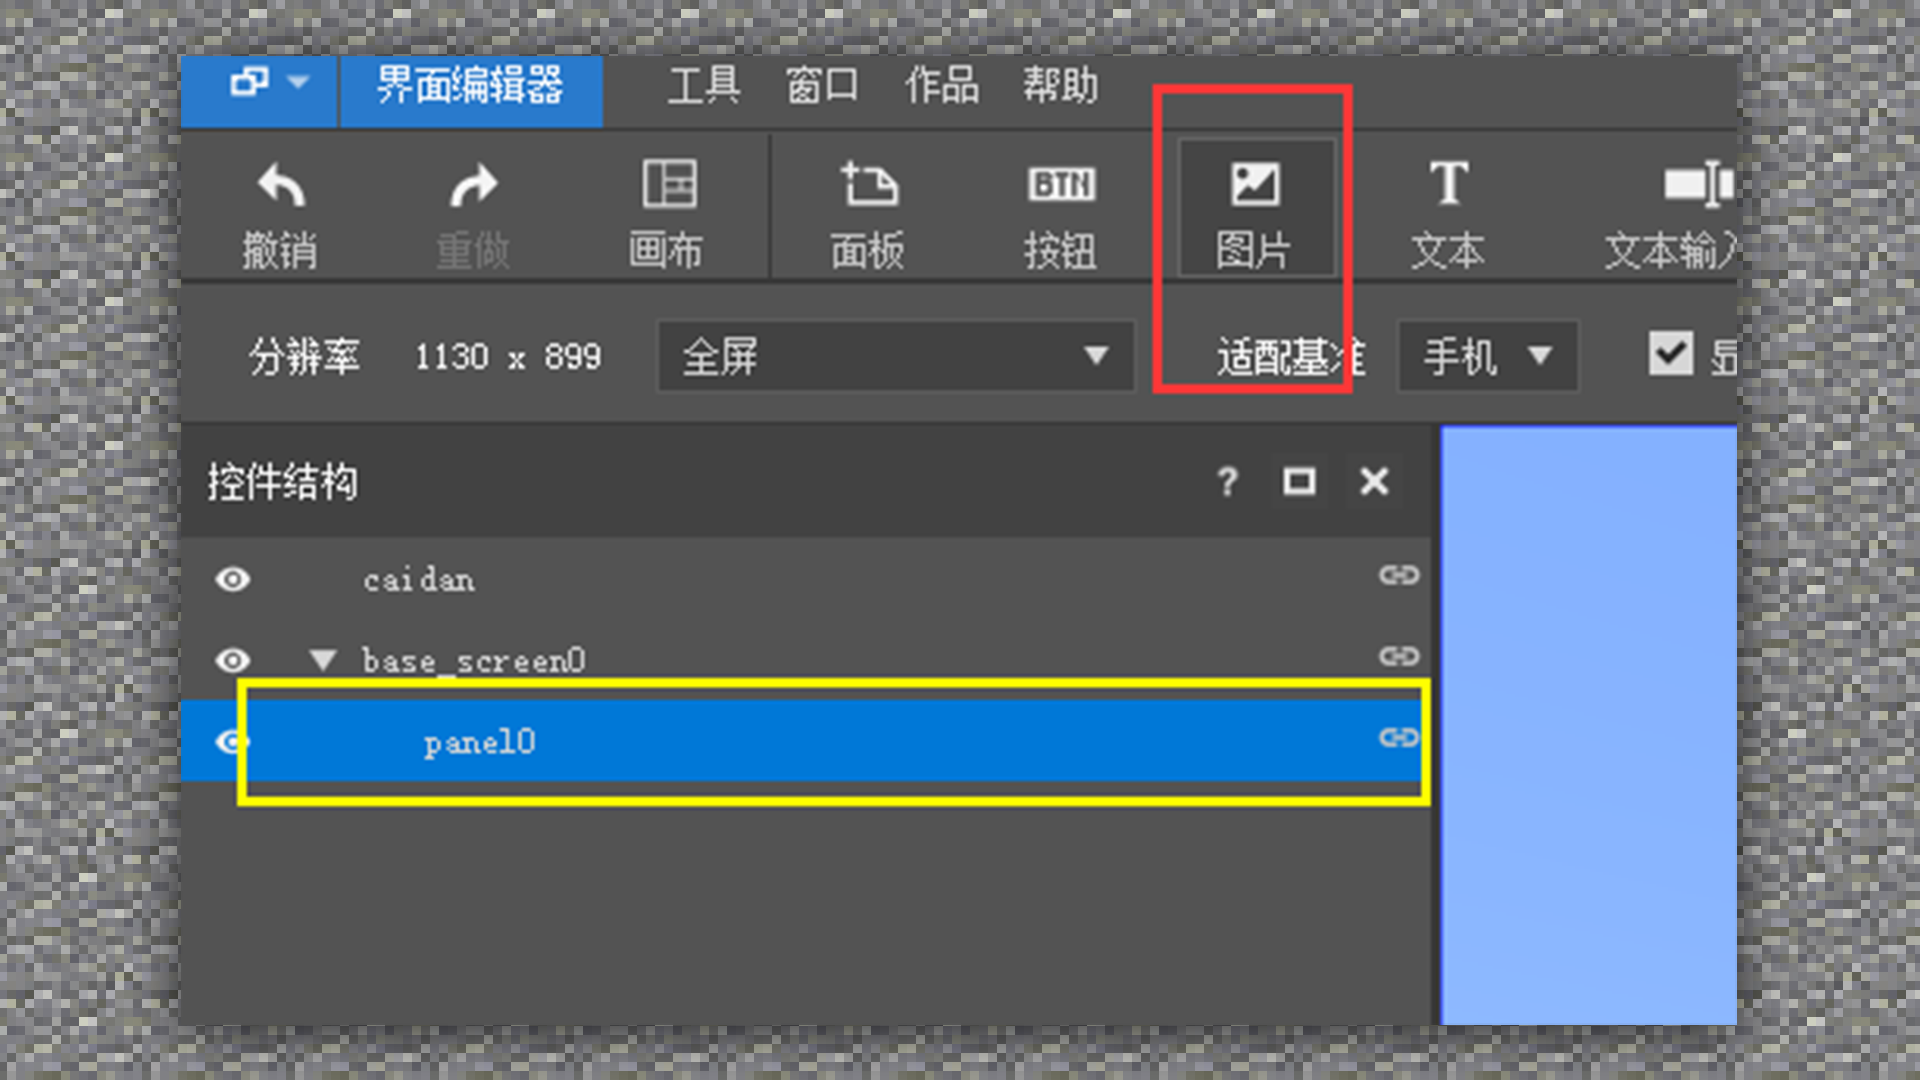 界面编辑器 工具 窗口 作品 帮助
BTN T
撤销 重做 画布 面板 按钮 图片 文本 文本输入
分辨率 1130 x 899 全屏 适配基准 手机
控件结构 ?
caidan
base_screen0
panel0